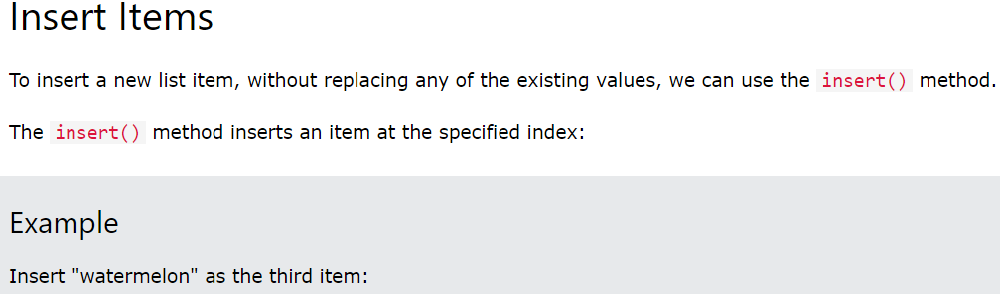 Insert Items
To insert a new list item, without replacing any of the existing values, we can use the insert() method.
The insert() method inserts an item at the specified index:
Example
Insert "watermelon" as the third item: